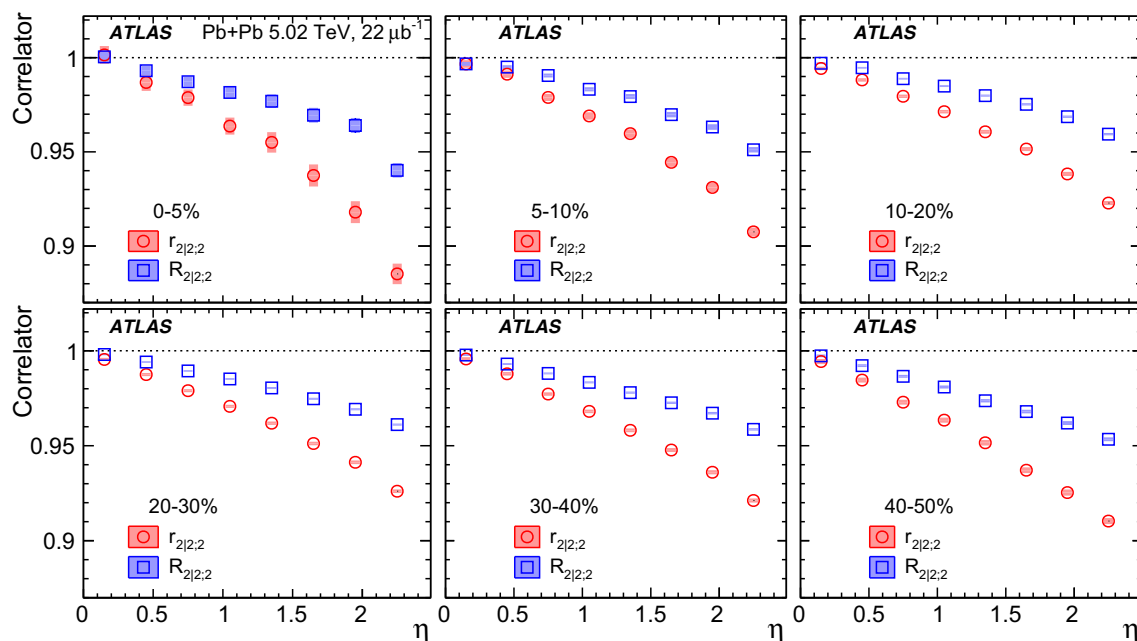 ATLAS Pb+Pb 5.02 TeV, 22 μb⁻¹
Correlator
1
0.95
0.9
0-5%
r₂|₂;₂
R₂|₂;₂
ATLAS
5-10%
r₂|₂;₂
R₂|₂;₂
ATLAS
10-20%
r₂|₂;₂
R₂|₂;₂
ATLAS
Correlator
1
0.95
0.9
20-30%
r₂|₂;₂
R₂|₂;₂
0 0.5 1 1.5 2
η
ATLAS
30-40%
r₂|₂;₂
R₂|₂;₂
0 0.5 1 1.5 2
η
ATLAS
40-50%
r₂|₂;₂
R₂|₂;₂
0 0.5 1 1.5 2
η